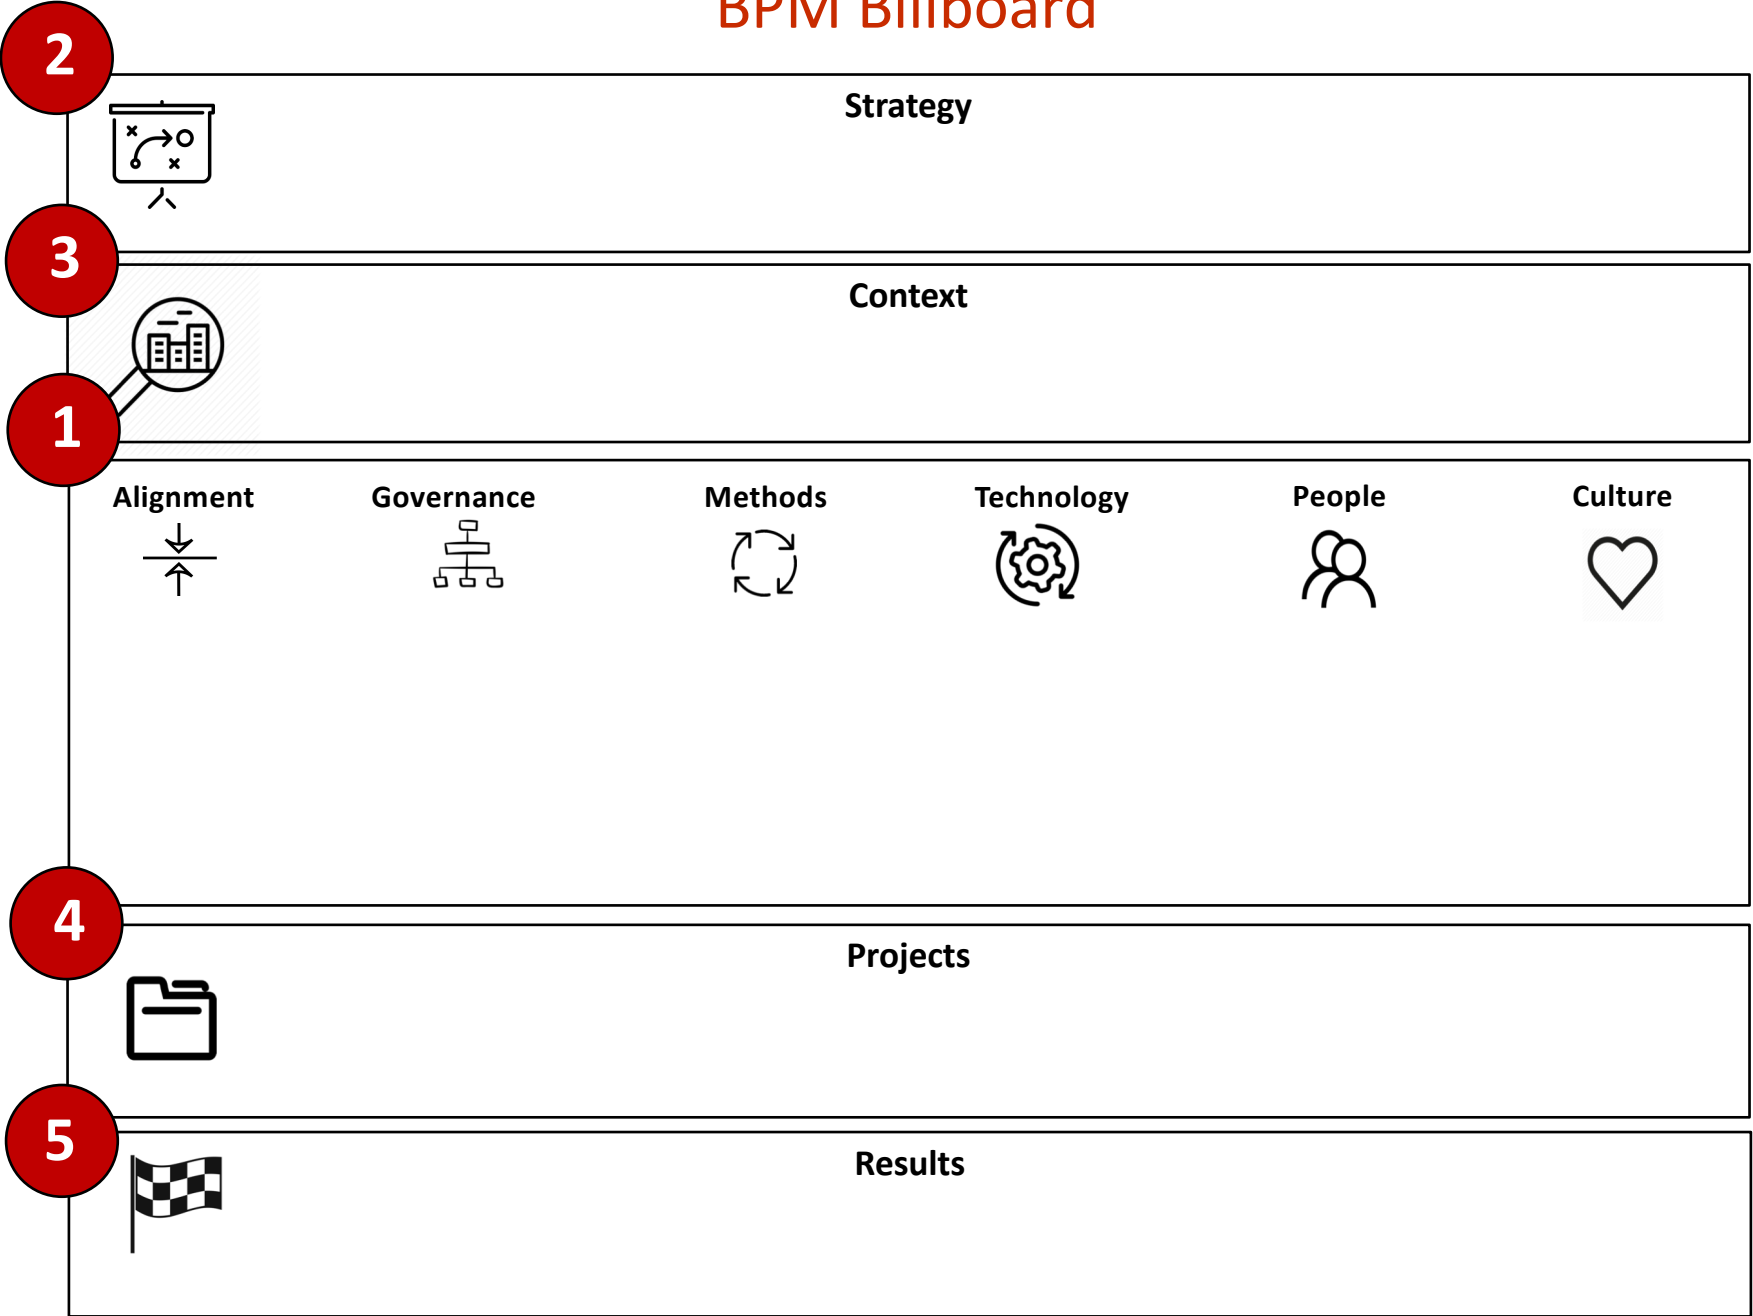 BPM Billboard
2
Strategy
3
Context
1
Alignment Governance Methods Technology People Culture
4
Projects
5
Results